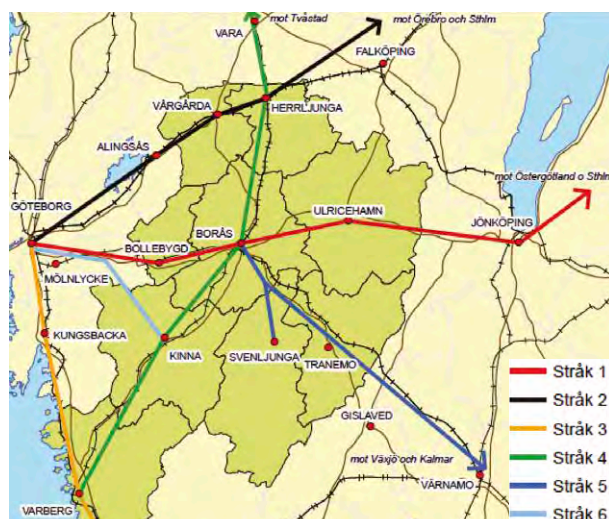 mot Tvåstad
mot Örebro och Sthlm
VARA
FALKÖPING
VÅRGÅRDA
HERRLJUNGA
ALINGSÅS
mot Östergötland o Sthlm
GÖTEBORG
ULRICEHAMN
BOLLEBYGD
BORÅS
JÖNKÖPING
MÖLNLYCKE
KUNGSBACKA
KINNA
SVENLJUNGA
TRANEMO
GISLAVED
mot Växjö och Kalmar
VÄRNAMO
VARBERG
Stråk 1
Stråk 2
Stråk 3
Stråk 4
Stråk 5
Stråk 6